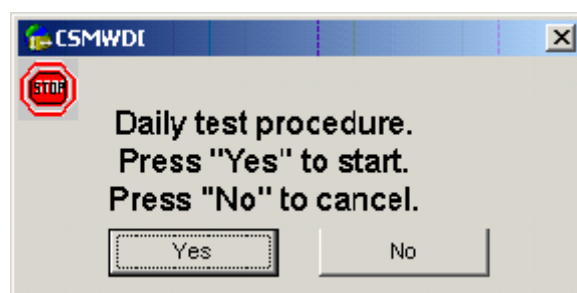 CSMWDI
STOP
Daily test procedure.
Press "Yes" to start.
Press "No" to cancel.
Yes
No